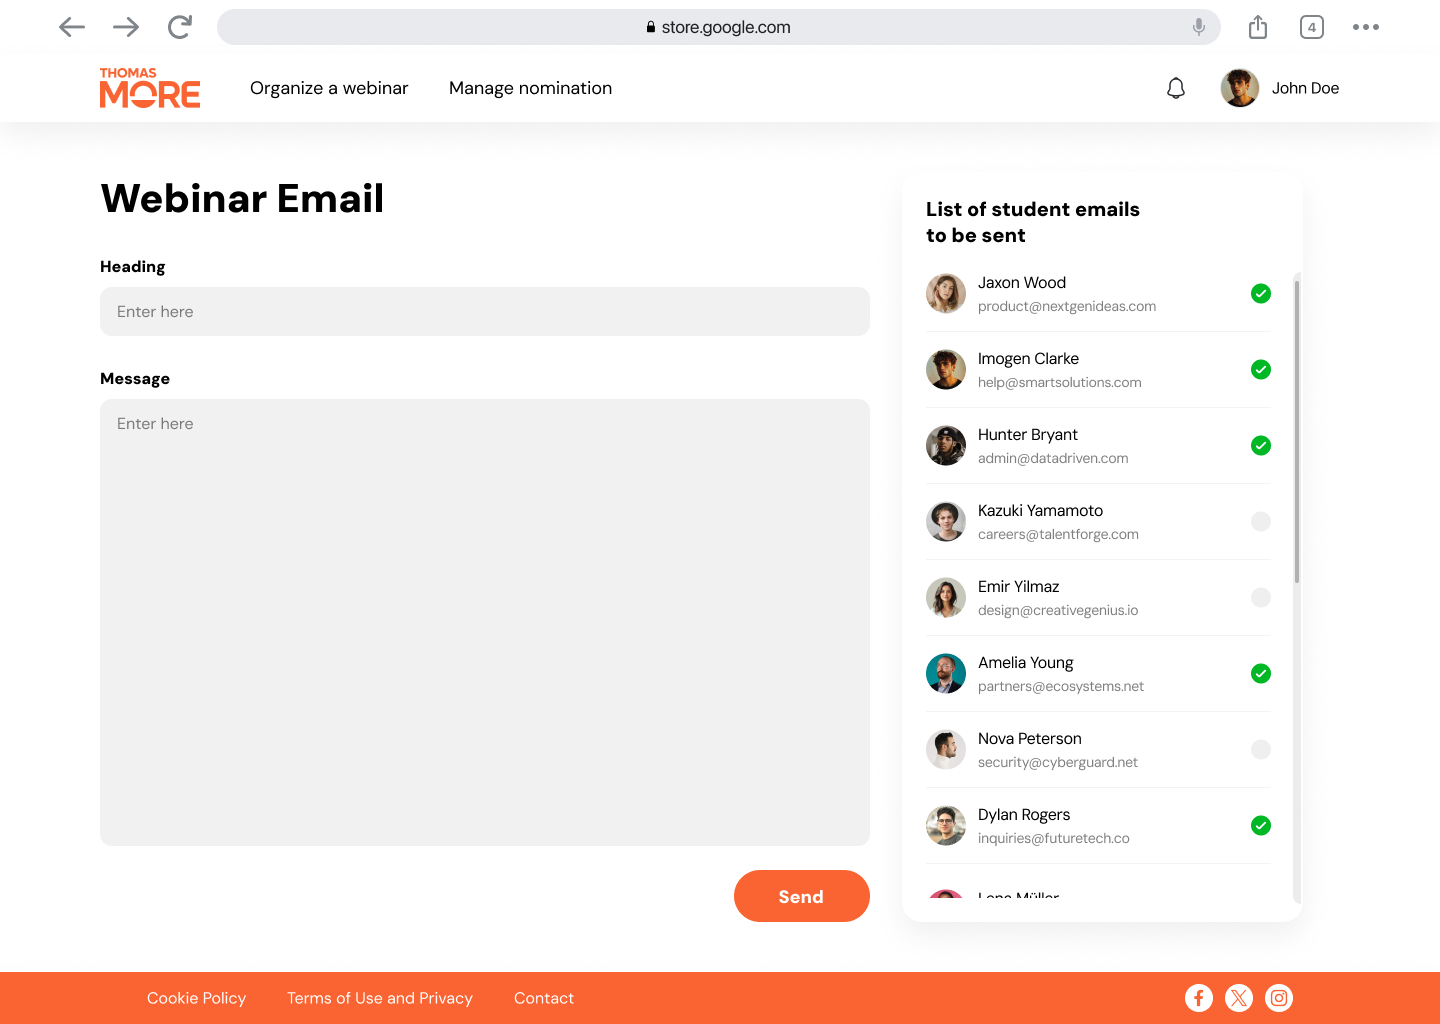 store.google.com
4
THOMAS
MORE
Organize a webinar
Manage nomination
John Doe
Webinar Email
Heading
Enter here
Message
Enter here
Send
List of student emails
to be sent
Jaxon Wood
product@nextgenideas.com
Imogen Clarke
help@smartsolutions.com
Hunter Bryant
admin@datadriven.com
Kazuki Yamamoto
careers@talentforge.com
Emir Yilmaz
design@creativegenius.io
Amelia Young
partners@ecosystems.net
Nova Peterson
security@cyberguard.net
Dylan Rogers
inquiries@futuretech.co
Lena Müller
Cookie Policy
Terms of Use and Privacy
Contact